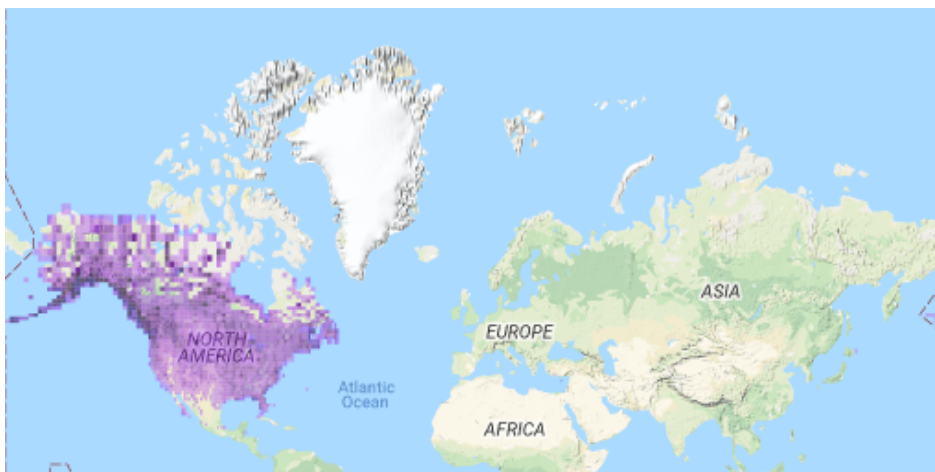 NORTH
AMERICA
Atlantic
Ocean
EUROPE
ASIA
AFRICA